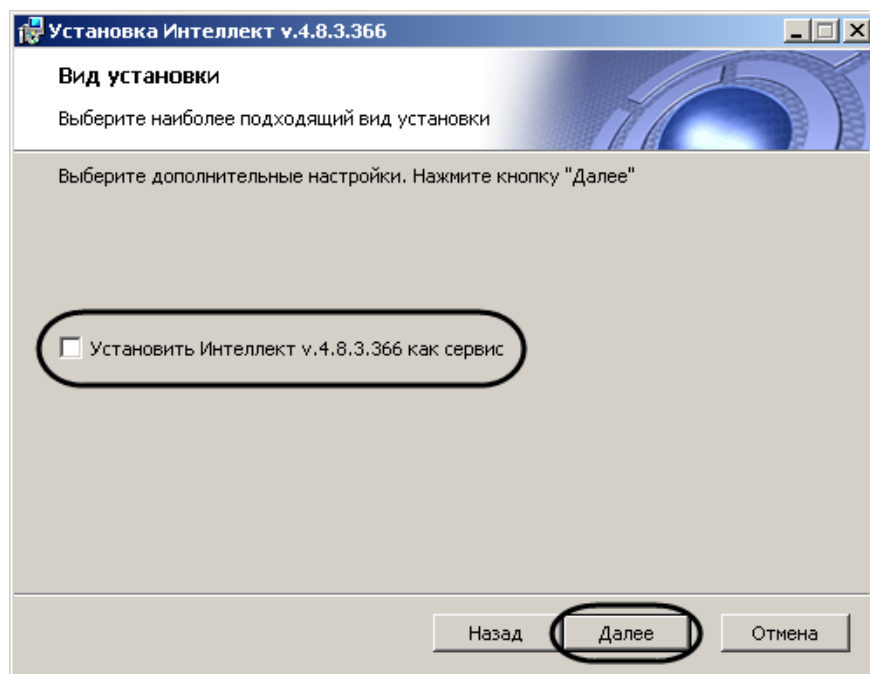 Установка Интеллект v.4.8.3.366
Вид установки
Выберите наиболее подходящий вид установки
Выберите дополнительные настройки. Нажмите кнопку "Далее"
Установить Интеллект v.4.8.3.366 как сервис
Назад Далее Отмена